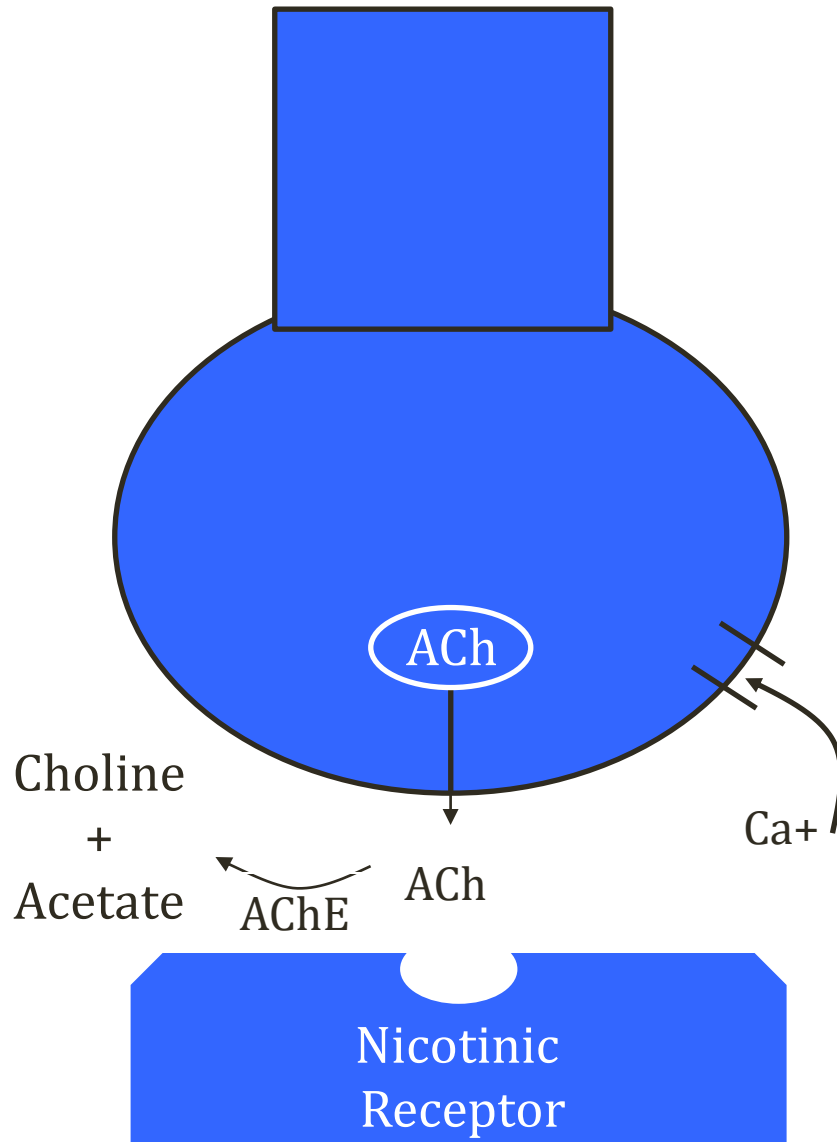 ACh
Choline
+
Acetate
AChE
ACh
Ca+
Nicotinic
Receptor